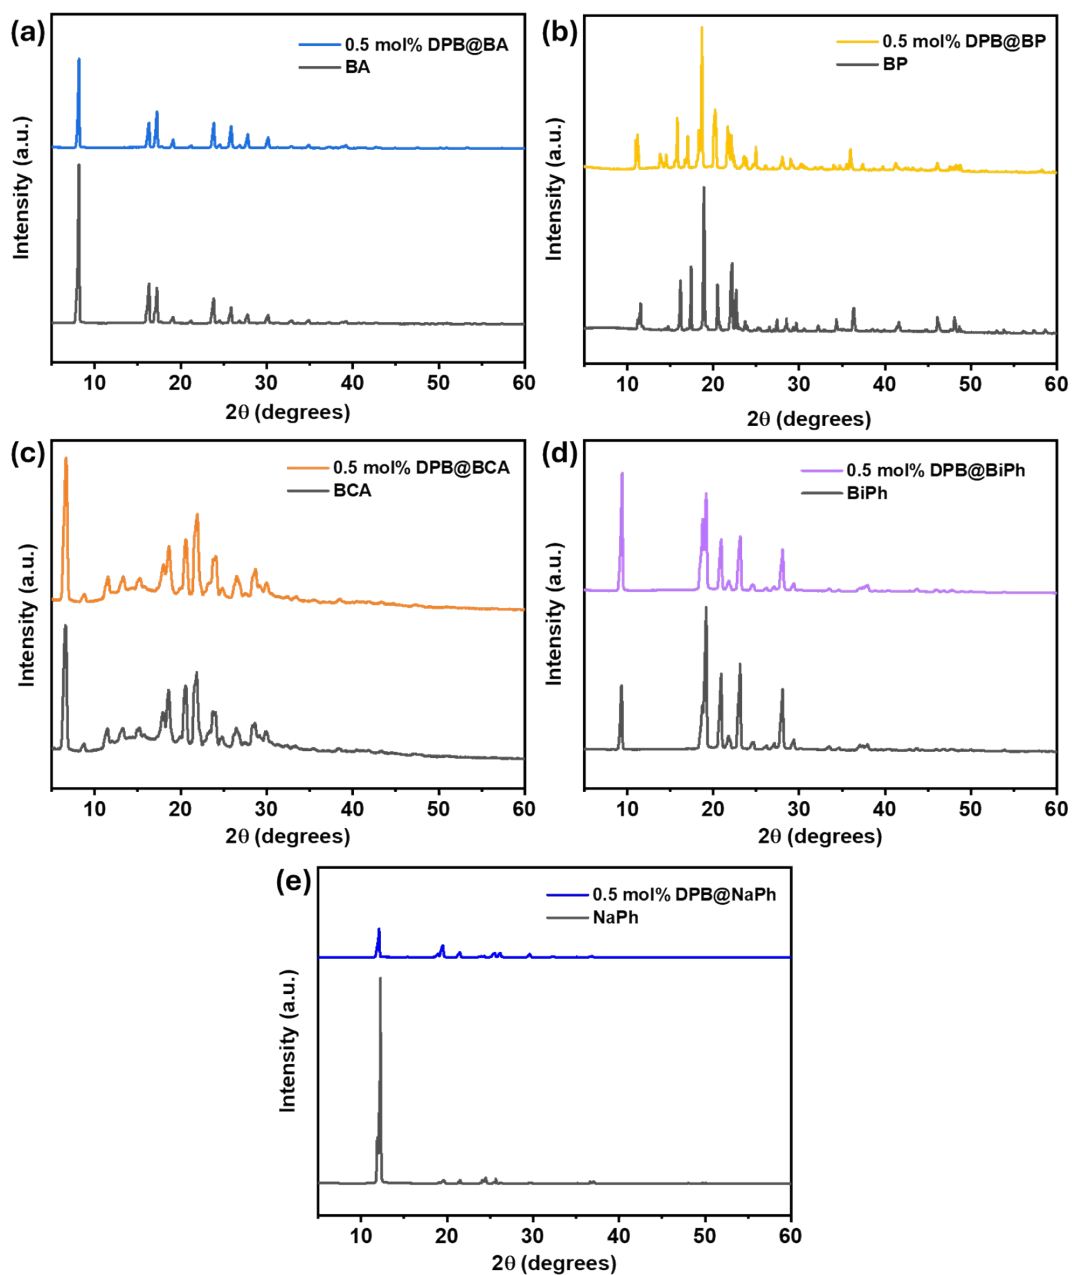 (a)
0.5 mol% DPB@BA
BA
Intensity (a.u.)
10 20 30 40 50 60
2θ (degrees)
(b)
0.5 mol% DPB@BP
BP
Intensity (a.u.)
10 20 30 40 50 60
2θ (degrees)
(c)
0.5 mol% DPB@BCA
BCA
Intensity (a.u.)
10 20 30 40 50 60
2θ (degrees)
(d)
0.5 mol% DPB@BiPh
BiPh
Intensity (a.u.)
10 20 30 40 50 60
2θ (degrees)
(e)
0.5 mol% DPB@NaPh
NaPh
Intensity (a.u.)
10 20 30 40 50 60
2θ (degrees)